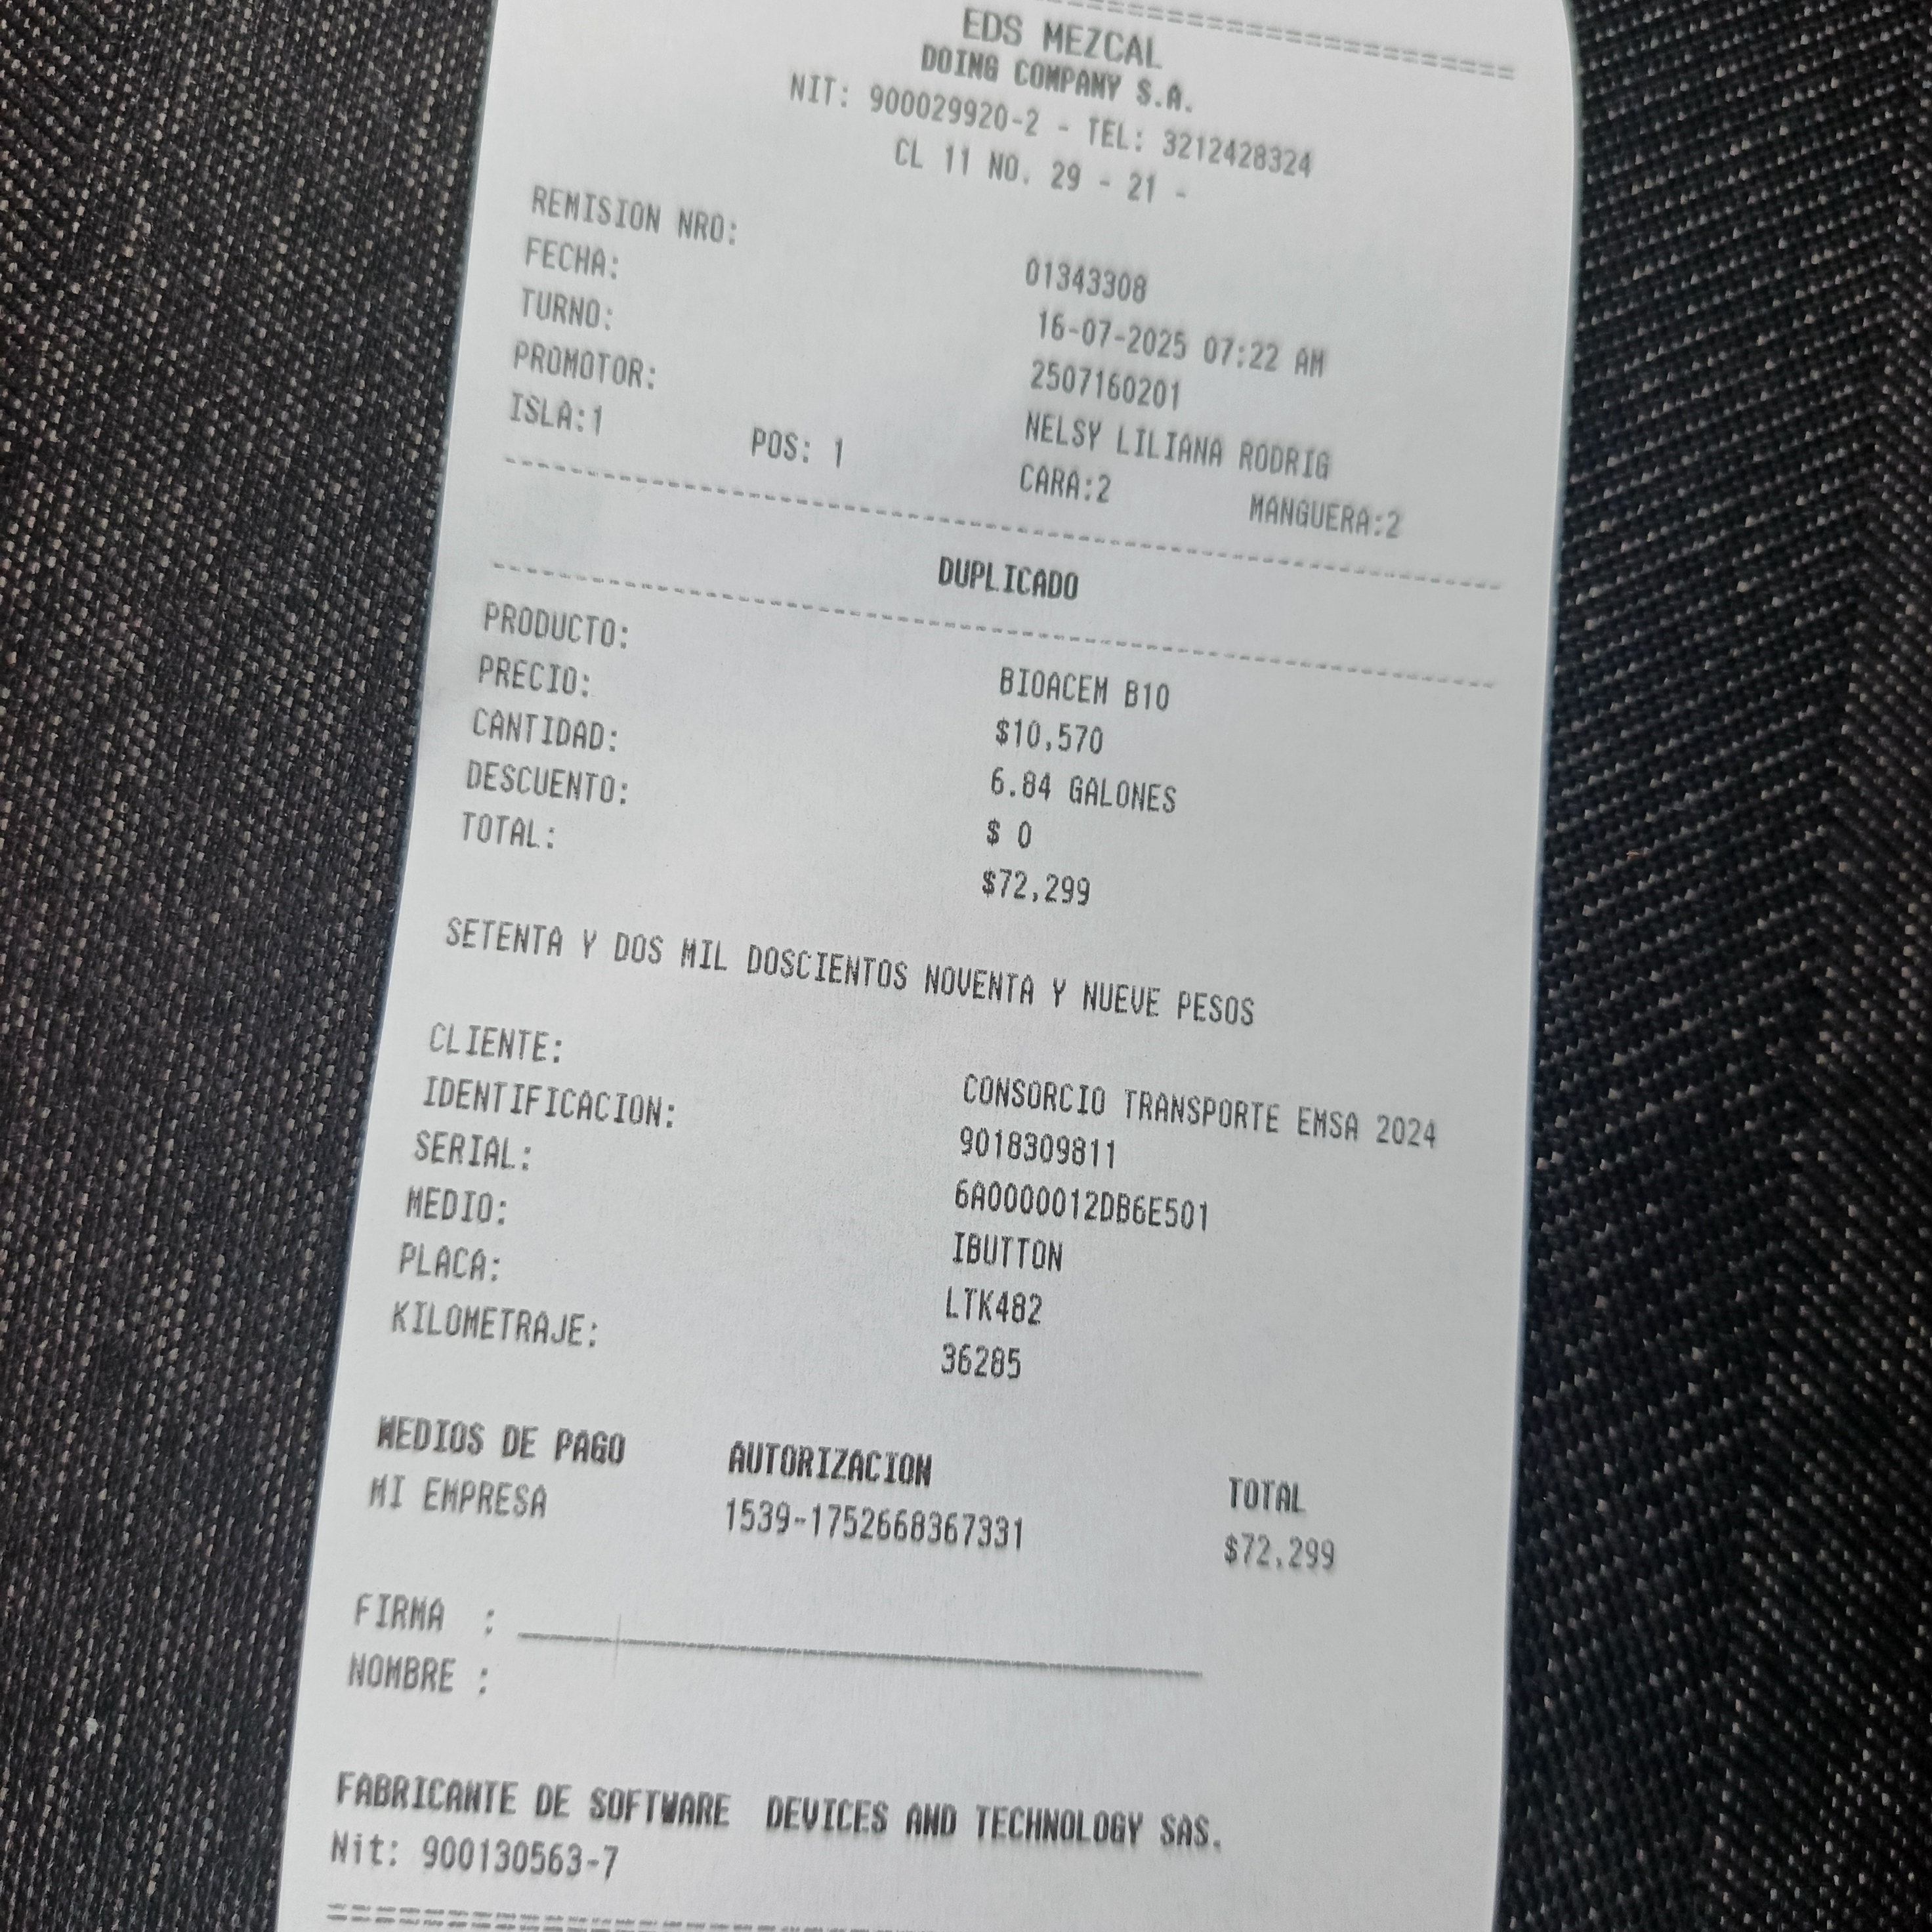 EDS MEZCAL
DOING COMPANY S.A.
NIT: 900029920-2 - TEL: 3212428324
CL 11 NO. 29 - 21 -
REMISION NRO: 01343308
FECHA: 16-07-2025 07:22 AM
TURNO: 2507160201
PROMOTOR: NELSY LILIANA RODRIG
ISLA:1 POS: 1 CARA:2 MANGUERA:2
DUPLICADO
PRODUCTO: BIOACEM B10
PRECIO: $10,570
CANTIDAD: 6.84 GALONES
DESCUENTO: $ 0
TOTAL: $72,299
SETENTA Y DOS MIL DOSCIENTOS NOVENTA Y NUEVE PESOS
CLIENTE: CONSORCIO TRANSPORTE EMSA 2024
IDENTIFICACION: 9018309811
SERIAL: 6A0000012DB6E501
MEDIO: IBUTTON
PLACA: LTK482
KILOMETRAJE: 36285
MEDIOS DE PAGO AUTORIZACION TOTAL
MI EMPRESA 1539-1752668367331 $72,299
FIRMA :
NOMBRE :
FABRICANTE DE SOFTWARE DEVICES AND TECHNOLOGY SAS.
Nit: 900130563-7